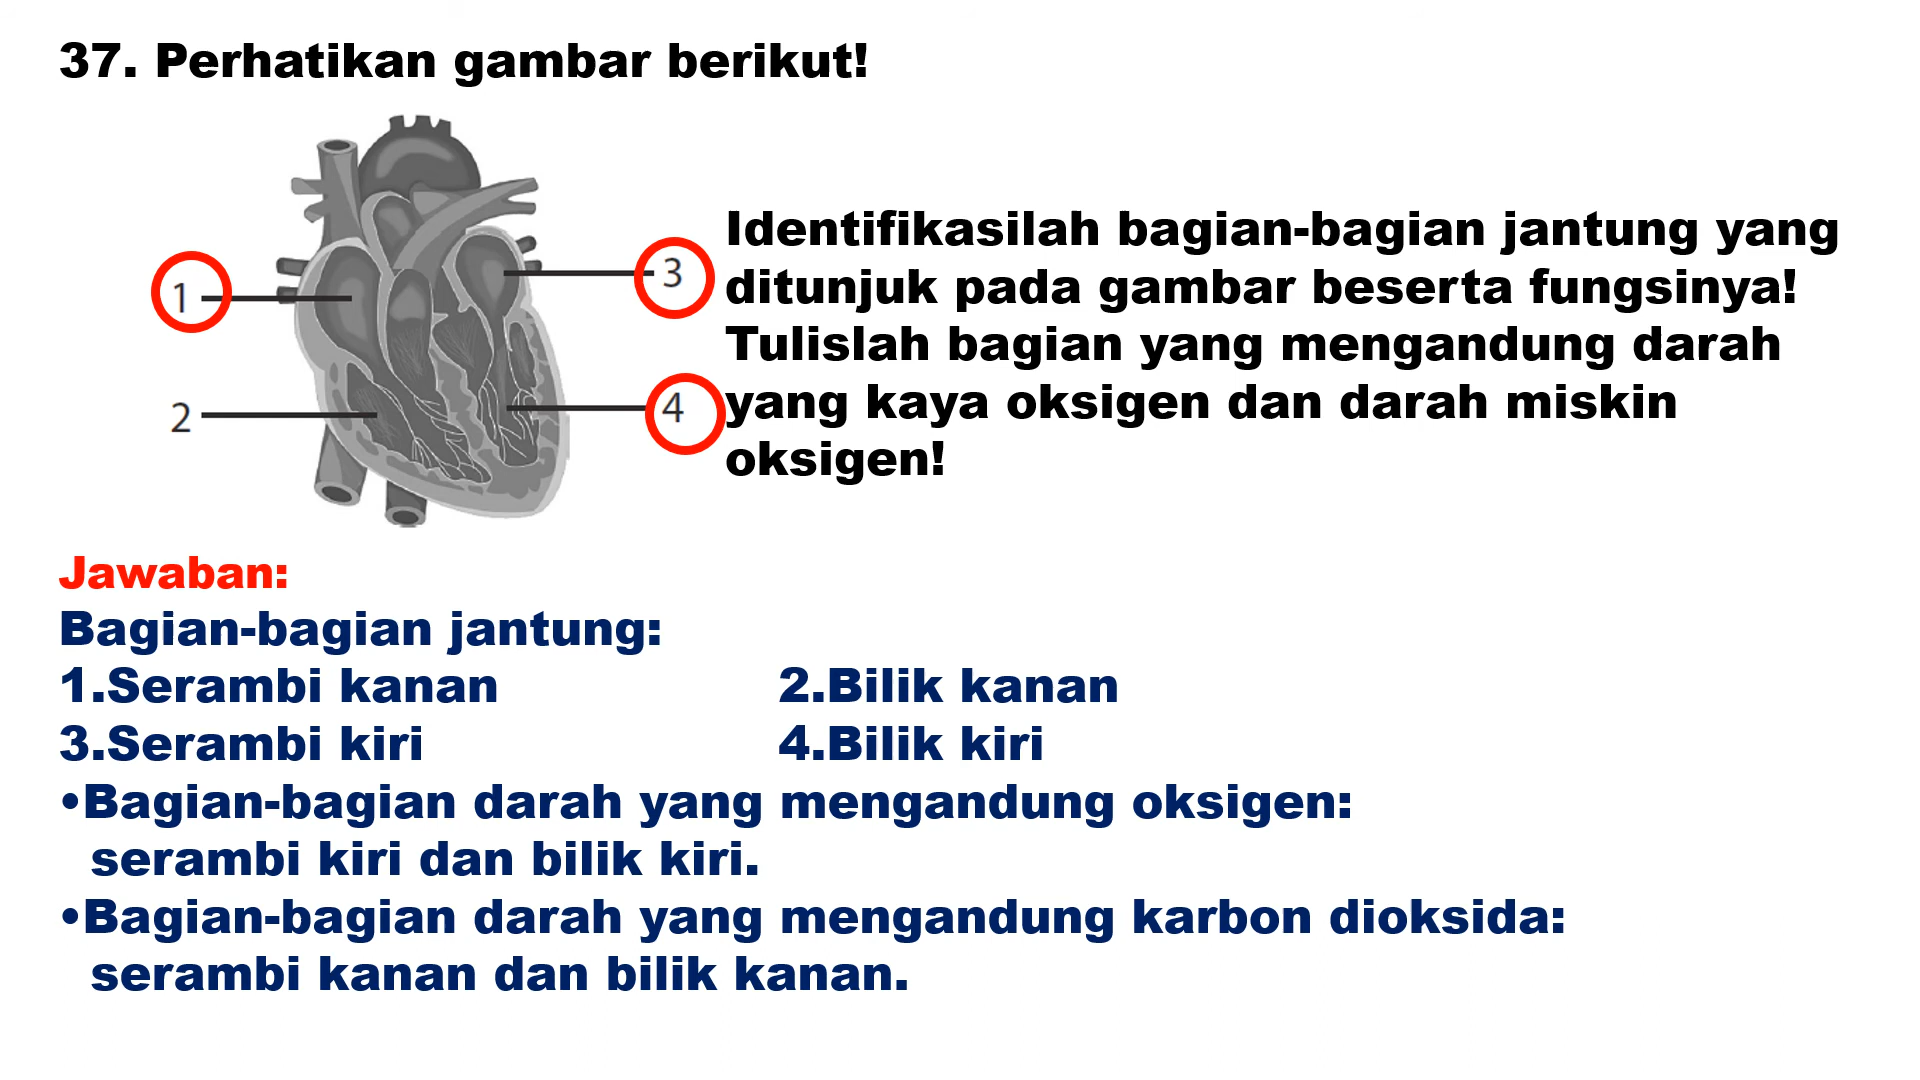 37. Perhatikan gambar berikut!
1
2
3
4
Identifikasilah bagian-bagian jantung yang
ditunjuk pada gambar beserta fungsinya!
Tulislah bagian yang mengandung darah
yang kaya oksigen dan darah miskin
oksigen!
Jawaban:
Bagian-bagian jantung:
1.Serambi kanan 2.Bilik kanan
3.Serambi kiri 4.Bilik kiri
•Bagian-bagian darah yang mengandung oksigen:
serambi kiri dan bilik kiri.
•Bagian-bagian darah yang mengandung karbon dioksida:
serambi kanan dan bilik kanan.